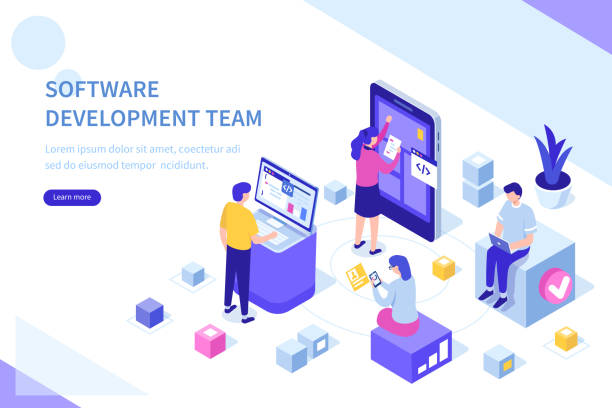 SOFTWARE
DEVELOPMENT TEAM
Lorem ipsum dolor sit amet, coectetur adi
sed do eiusmod tempor ncididunt.
Learn more
</>
</>